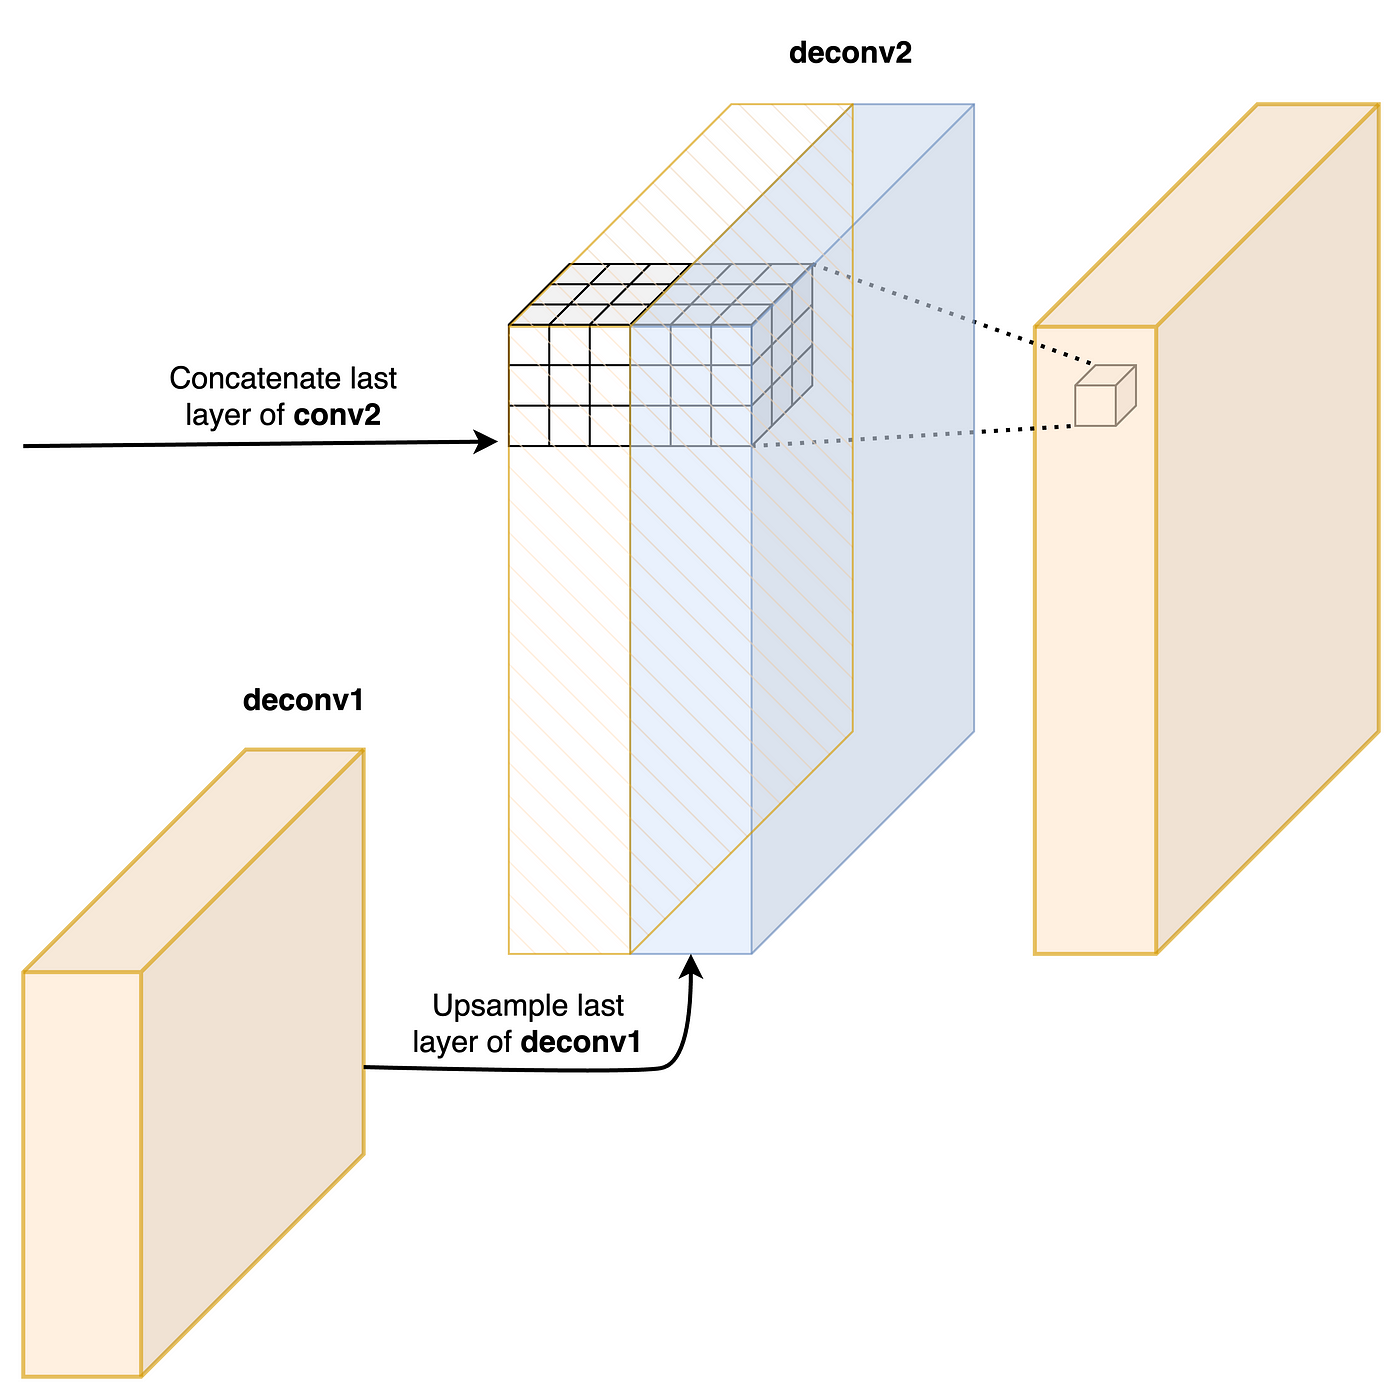 deconv2
Concatenate last
layer of conv2
deconv1
Upsample last
layer of deconv1